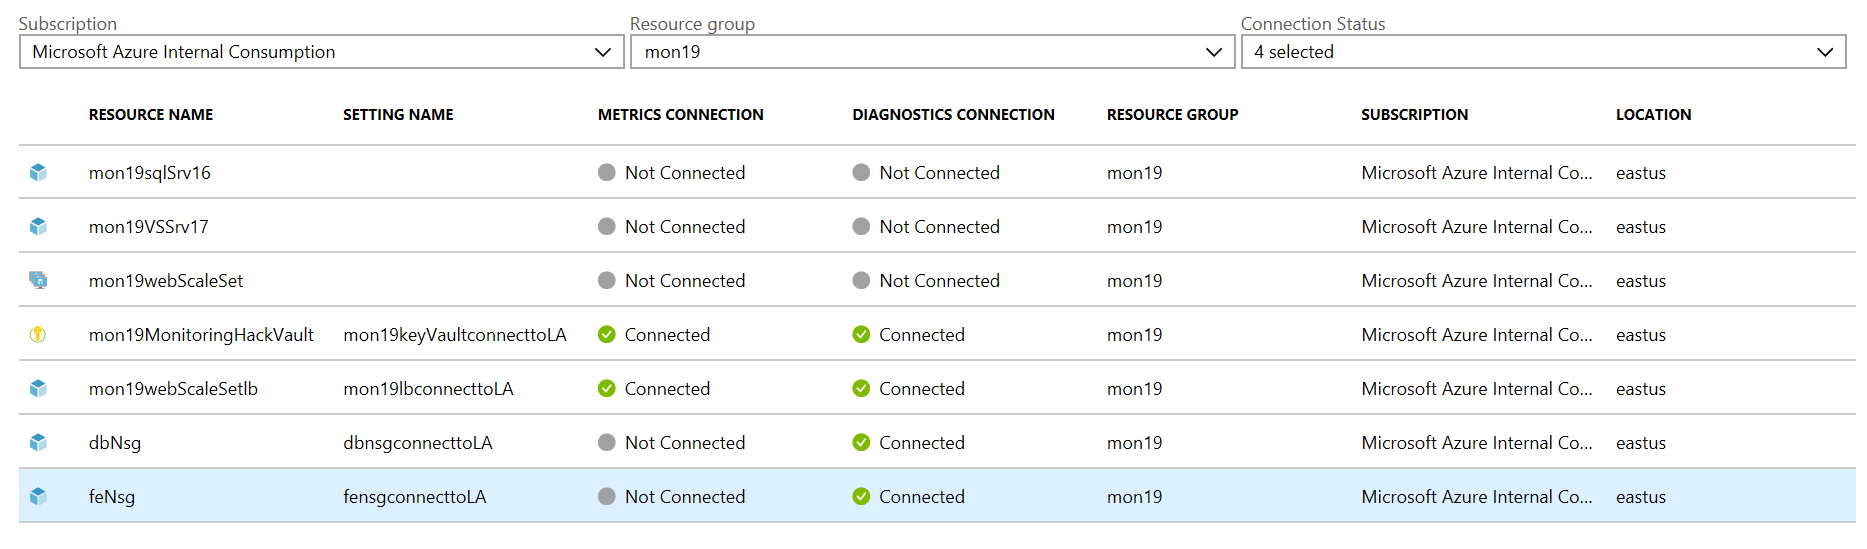 Subscription Resource group Connection Status
Microsoft Azure Internal Consumption mon19 4 selected
RESOURCE NAME SETTING NAME METRICS CONNECTION DIAGNOSTICS CONNECTION RESOURCE GROUP SUBSCRIPTION LOCATION
mon19sqlSrv16 Not Connected Not Connected mon19 Microsoft Azure Internal Co... eastus
mon19VSSrv17 Not Connected Not Connected mon19 Microsoft Azure Internal Co... eastus
mon19webScaleSet Not Connected Not Connected mon19 Microsoft Azure Internal Co... eastus
mon19MonitoringHackVault mon19keyVaultconnecttoLA Connected Connected mon19 Microsoft Azure Internal Co... eastus
mon19webScaleSetlb mon19lbconnecttoLA Connected Connected mon19 Microsoft Azure Internal Co... eastus
dbNsg dbnsgconnecttoLA Not Connected Connected mon19 Microsoft Azure Internal Co... eastus
feNsg fensgconnecttoLA Not Connected Connected mon19 Microsoft Azure Internal Co... eastus